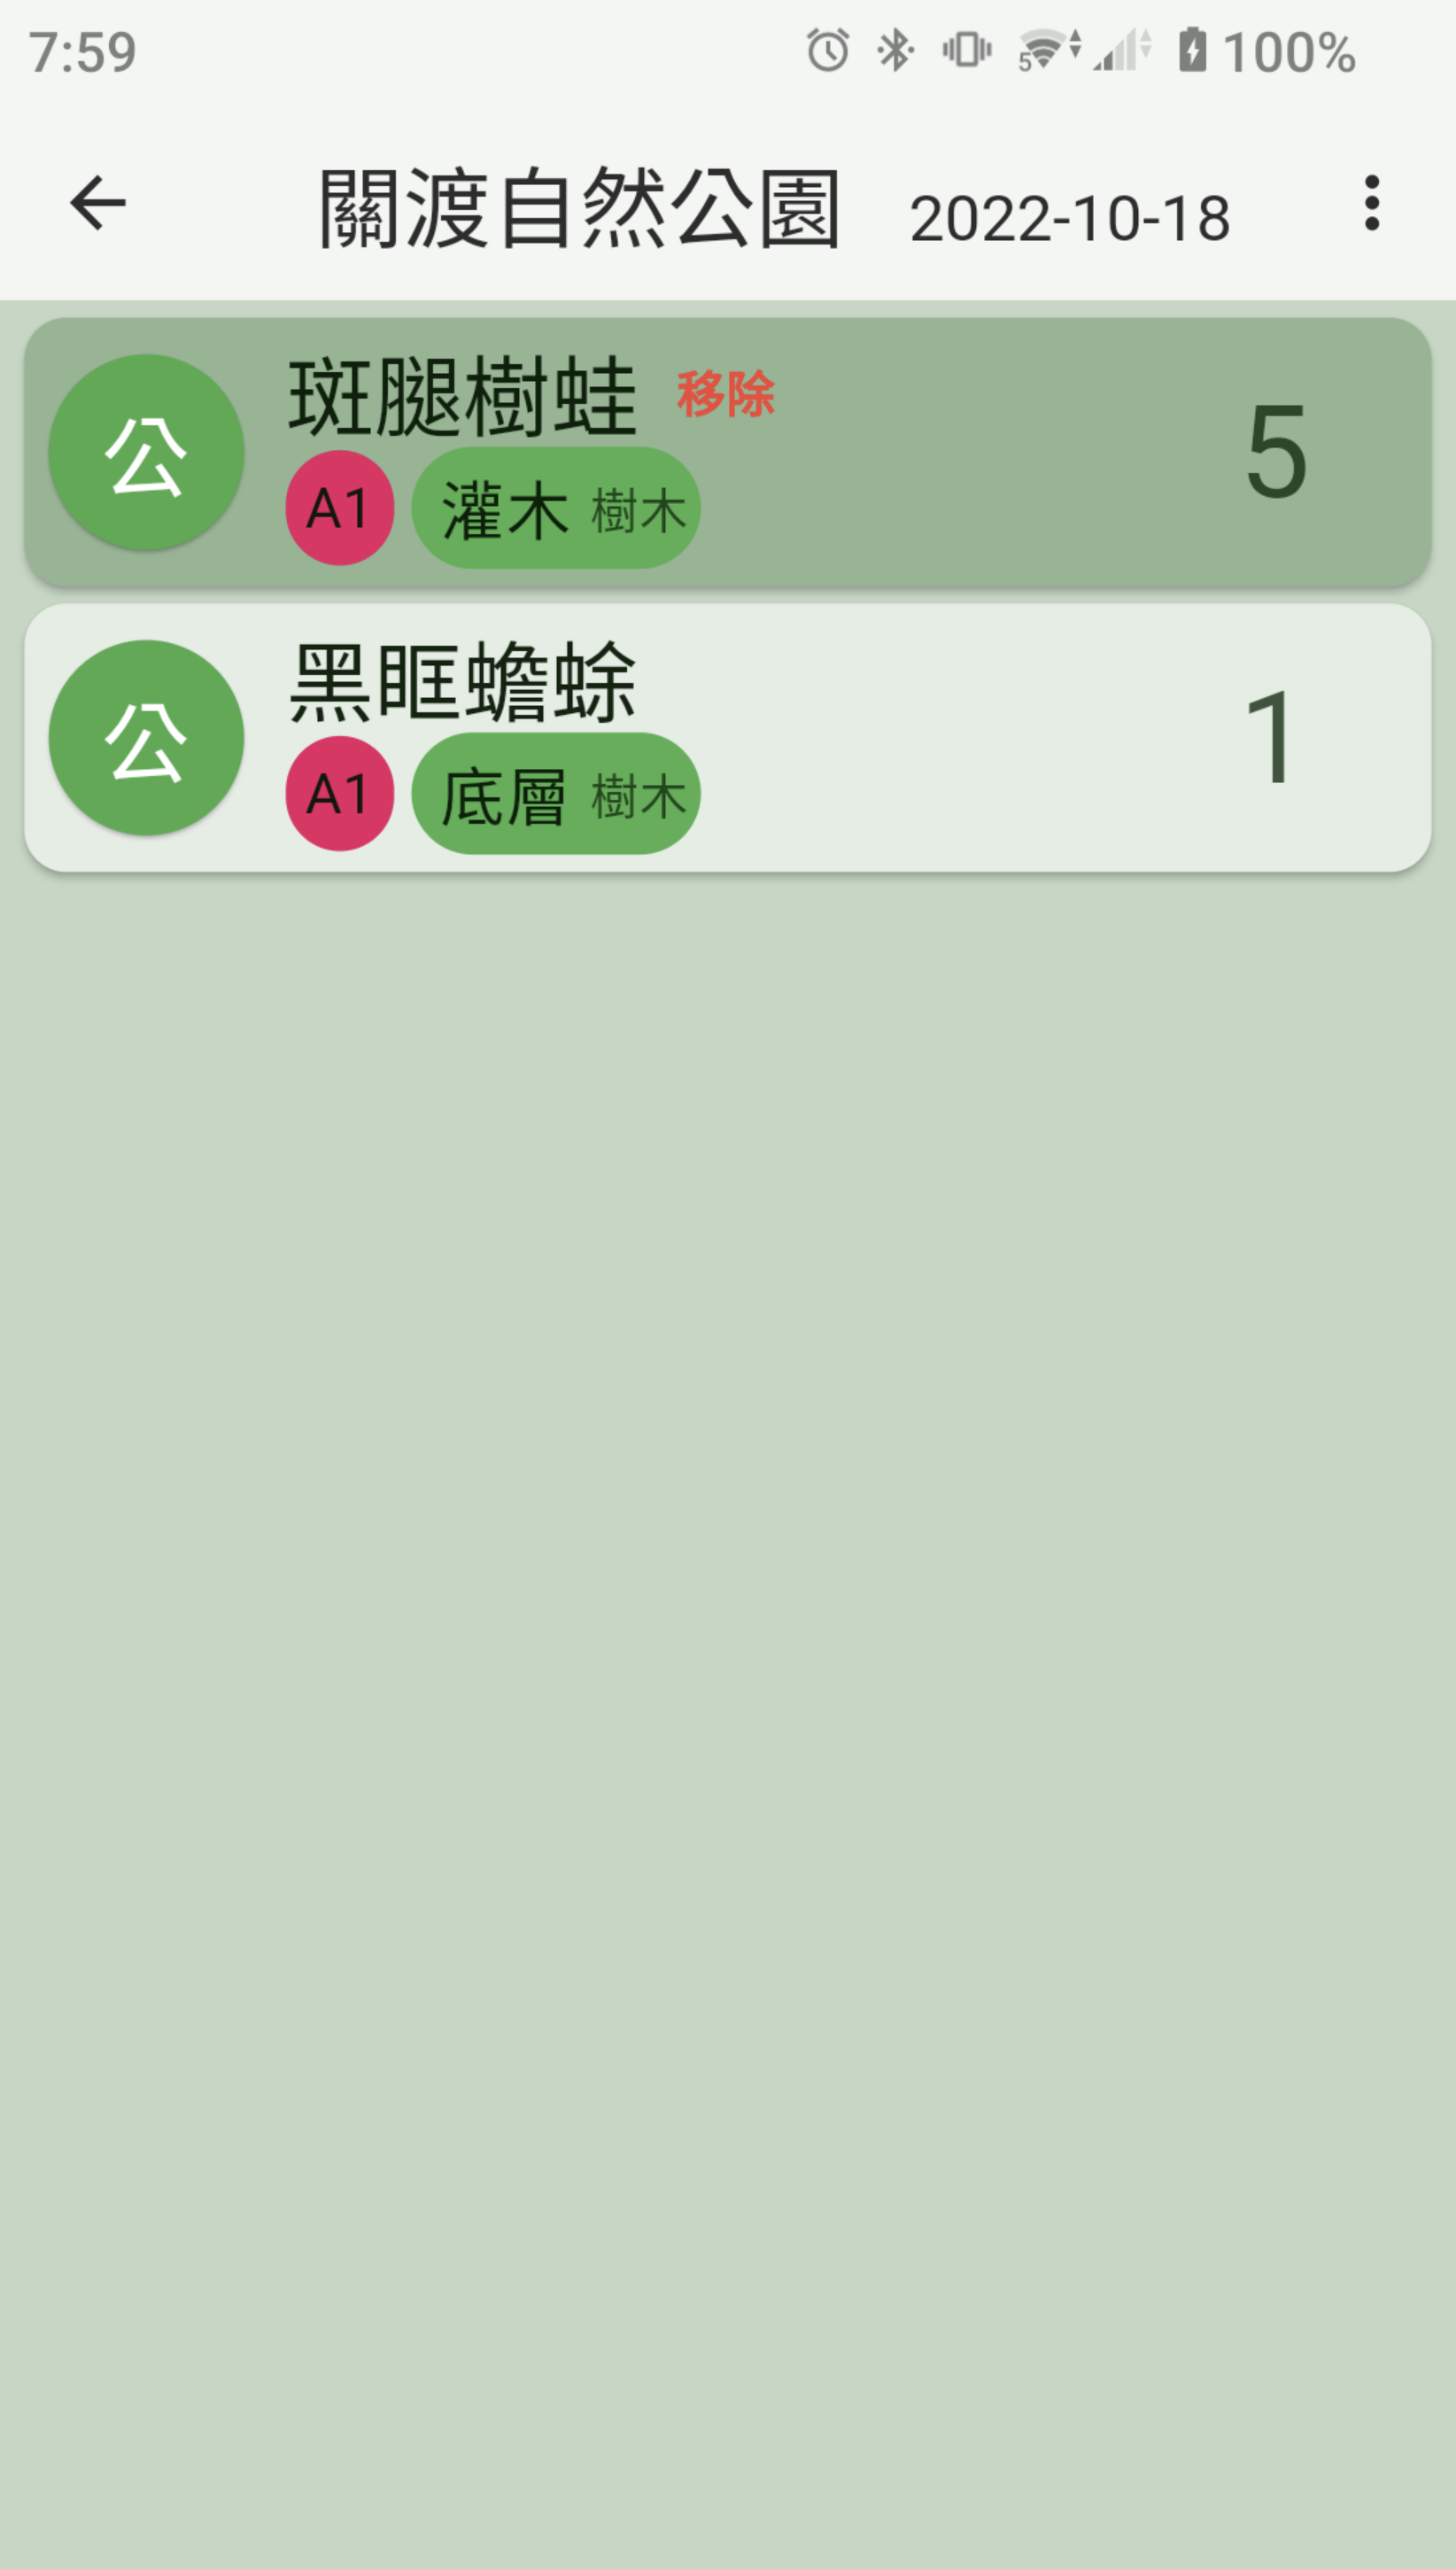 7:59 5 100%
關渡自然公園 2022-10-18
公 斑腿樹蛙 移除 5
A1 灌木 樹木
公 黑眶蟾蜍 1
A1 底層 樹木